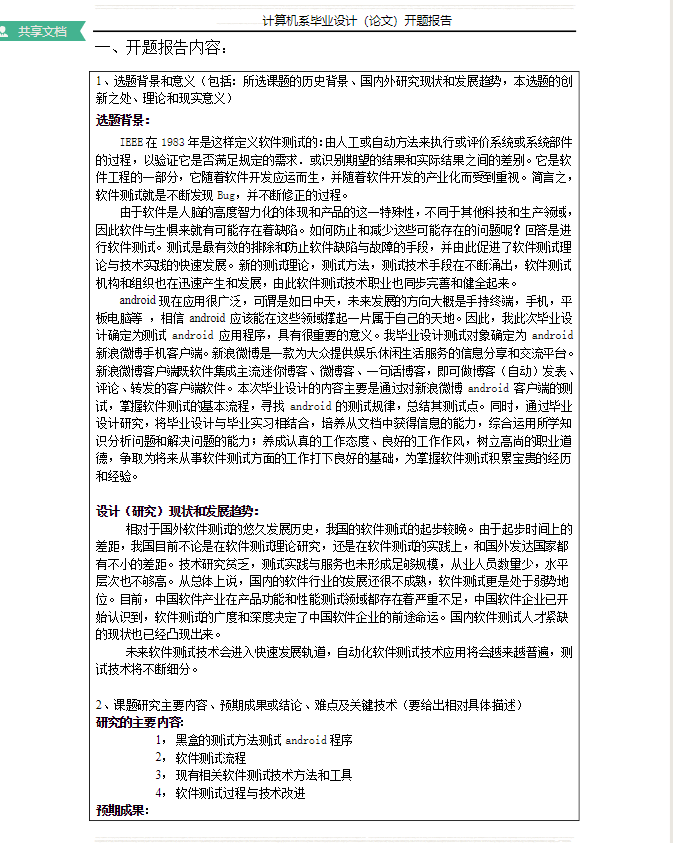 计算机系毕业设计（论文）开题报告
共享文档
一、开题报告内容：
1、选题背景和意义（包括：所选课题的历史背景、国内外研究现状和发展趋势，本选题的创
新之处、理论和现实意义）
选题背景：
IEEE 在 1983 年是这样定义软件测试的：由人工或自动方法来执行或评价系统或系统部件
的过程，以验证它是否满足规定的需求．或识别期望的结果和实际结果之间的差别。它是软
件工程的一部分，它随着软件开发应运而生，并随着软件开发的产业化而受到重视。简言之，
软件测试就是不断发现 Bug，并不断修正的过程。
由于软件是人脑的高度智力化的体现和产品的这一特殊性，不同于其他科技和生产领域，
因此软件与生俱来就有可能存在着缺陷。如何防止和减少这些可能存在的问题呢？回答是进
行软件测试。测试是最有效的排除和防止软件缺陷与故障的手段，并由此促进了软件测试理
论与技术实践的快速发展。新的测试理论，测试方法，测试技术手段在不断涌出，软件测试
机构和组织也在迅速产生和发展，由此软件测试技术职业也同步完善和健全起来。
android 现在应用很广泛，可谓是如日中天，未来发展的方向大概是手持终端，手机，平
板电脑等 ，相信 android 应该能在这些领域撑起一片属于自己的天地。因此，我此次毕业设
计确定为测试 android 应用程序，具有很重要的意义。我毕业设计测试对象确定为 android
新浪微博手机客户端。新浪微博是一款为大众提供娱乐休闲生活服务的信息分享和交流平台。
新浪微博客户端既软件集成主流迷你博客、微博客、一句话博客，即可做博客（自动）发表、
评论、转发的客户端软件。本次毕业设计的内容主要是通过对新浪微博 android 客户端的测
试，掌握软件测试的基本流程，寻找 android 的测试规律，总结其测试点。同时，通过毕业
设计研究，将毕业设计与毕业实习相结合，培养从文档中获得信息的能力，综合运用所学知
识分析问题和解决问题的能力；养成认真的工作态度、良好的工作作风，树立高尚的职业道
德，争取为将来从事软件测试方面的工作打下良好的基础，为掌握软件测试积累宝贵的经历
和经验。
设计（研究）现状和发展趋势：
相对于国外软件测试的悠久发展历史，我国的软件测试的起步较晚。由于起步时间上的
差距，我国目前不论是在软件测试理论研究，还是在软件测试的实践上，和国外发达国家都
有不小的差距。技术研究贫乏，测试实践与服务也未形成足够规模，从业人员数量少，水平
层次也不够高。从总体上说，国内的软件行业的发展还很不成熟，软件测试更是处于弱势地
位。目前，中国软件产业在产品功能和性能测试领域都存在着严重不足，中国软件企业已开
始认识到，软件测试的广度和深度决定了中国软件企业的前途命运。国内软件测试人才紧缺
的现状也已经凸现出来。
未来软件测试技术会进入快速发展轨道，自动化软件测试技术应用将会越来越普遍，测
试技术将不断细分。
2、课题研究主要内容、预期成果或结论、难点及关键技术（要给出相对具体描述）
研究的主要内容：
1，黑盒的测试方法测试 android 程序
2，软件测试流程
3，现有相关软件测试技术方法和工具
4，软件测试过程与技术改进
预期成果：